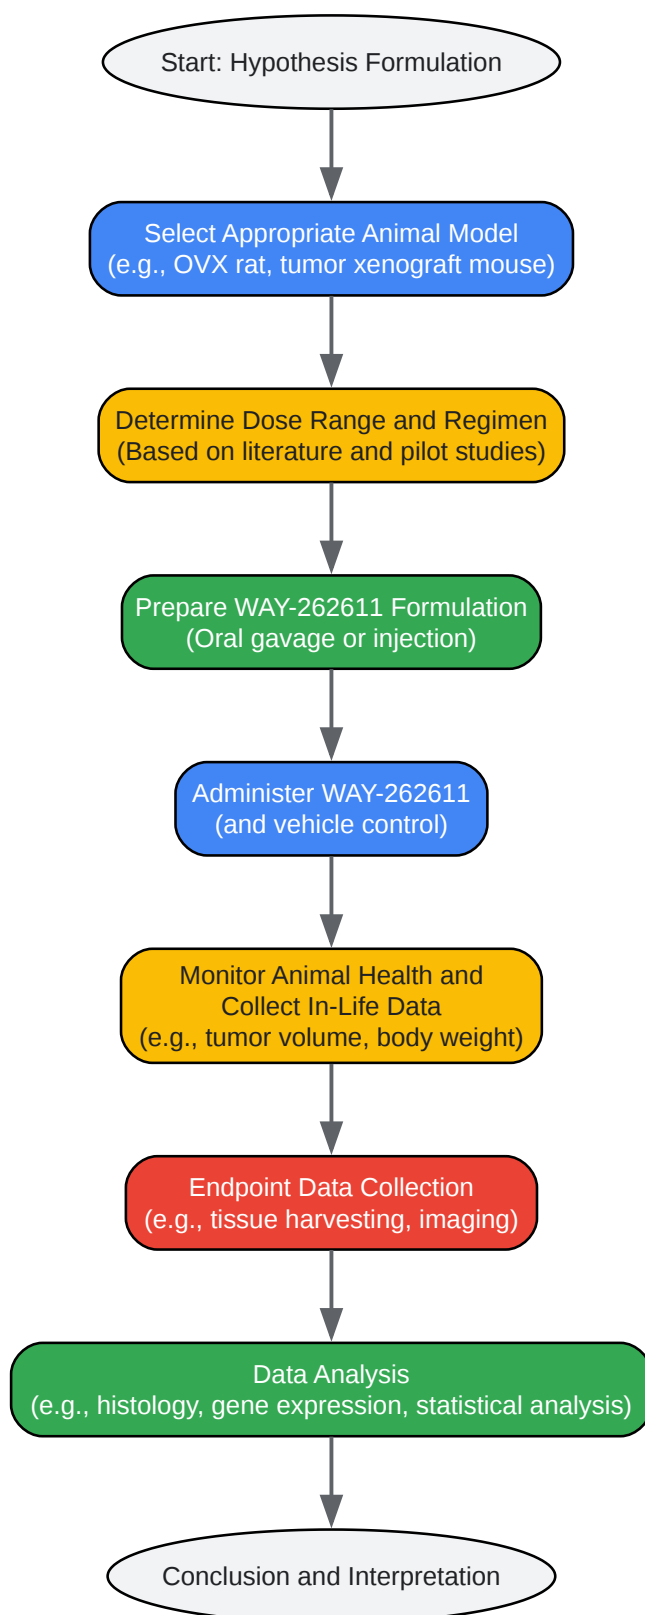 Start: Hypothesis Formulation
Select Appropriate Animal Model
(e.g., OVX rat, tumor xenograft mouse)
Determine Dose Range and Regimen
(Based on literature and pilot studies)
Prepare WAY-262611 Formulation
(Oral gavage or injection)
Administer WAY-262611
(and vehicle control)
Monitor Animal Health and
Collect In-Life Data
(e.g., tumor volume, body weight)
Endpoint Data Collection
(e.g., tissue harvesting, imaging)
Data Analysis
(e.g., histology, gene expression, statistical analysis)
Conclusion and Interpretation